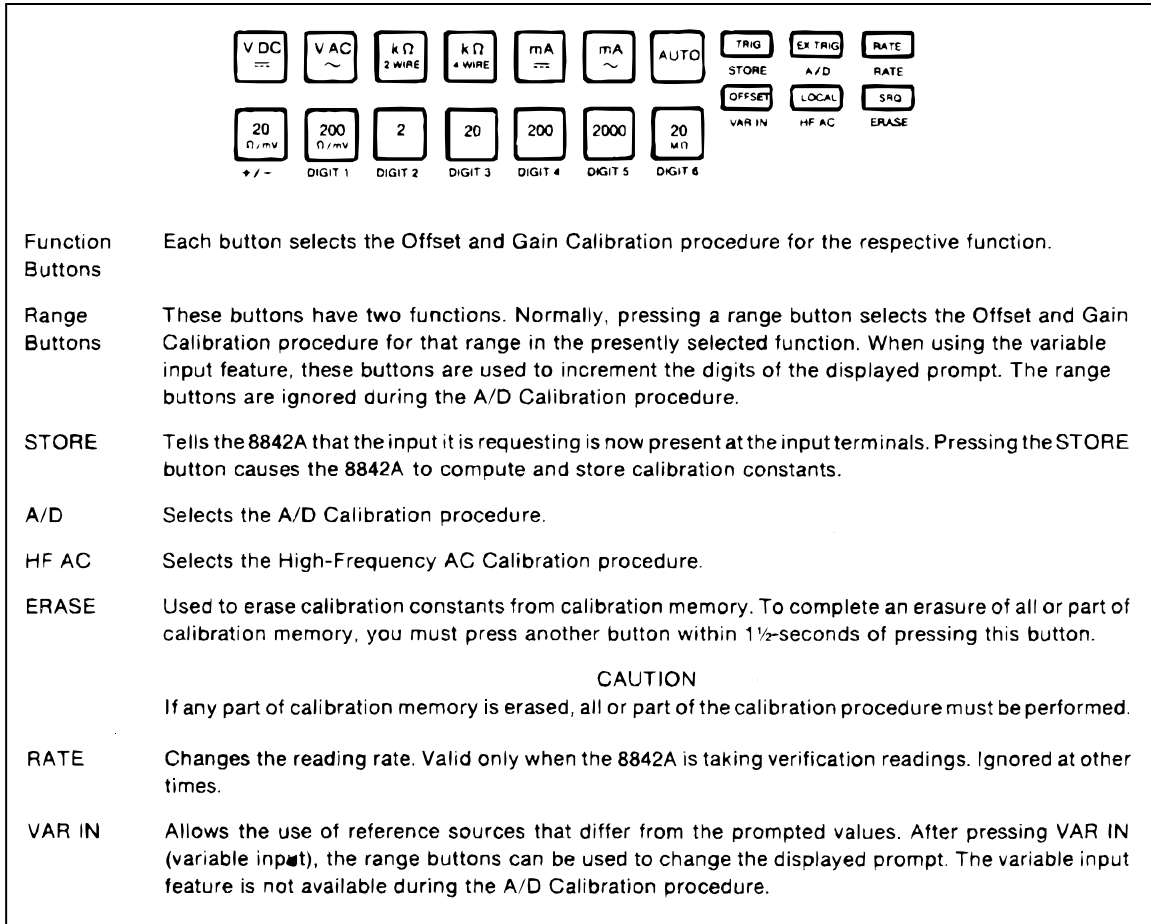 V DC V AC ~ kΩ 2 WIRE kΩ 4 WIRE mA mA ~ AUTO TRIG EX TRIG RATE
STORE A/D RATE
OFFSET LOCAL SRQ
VAR IN HF AC ERASE
20 Ω/mV 200 Ω/mV 2 20 200 2000 20 MΩ
+/- DIGIT 1 DIGIT 2 DIGIT 3 DIGIT 4 DIGIT 5 DIGIT 6
Function Buttons Each button selects the Offset and Gain Calibration procedure for the respective function.
Range Buttons These buttons have two functions. Normally, pressing a range button selects the Offset and Gain
Calibration procedure for that range in the presently selected function. When using the variable
input feature, these buttons are used to increment the digits of the displayed prompt. The range
buttons are ignored during the A/D Calibration procedure.
STORE Tells the 8842A that the input it is requesting is now present at the input terminals. Pressing the STORE
button causes the 8842A to compute and store calibration constants.
A/D Selects the A/D Calibration procedure.
HF AC Selects the High-Frequency AC Calibration procedure.
ERASE Used to erase calibration constants from calibration memory. To complete an erasure of all or part of
calibration memory, you must press another button within 1½-seconds of pressing this button.
CAUTION
If any part of calibration memory is erased, all or part of the calibration procedure must be performed.
RATE Changes the reading rate. Valid only when the 8842A is taking verification readings. Ignored at other
times.
VAR IN Allows the use of reference sources that differ from the prompted values. After pressing VAR IN
(variable input), the range buttons can be used to change the displayed prompt. The variable input
feature is not available during the A/D Calibration procedure.